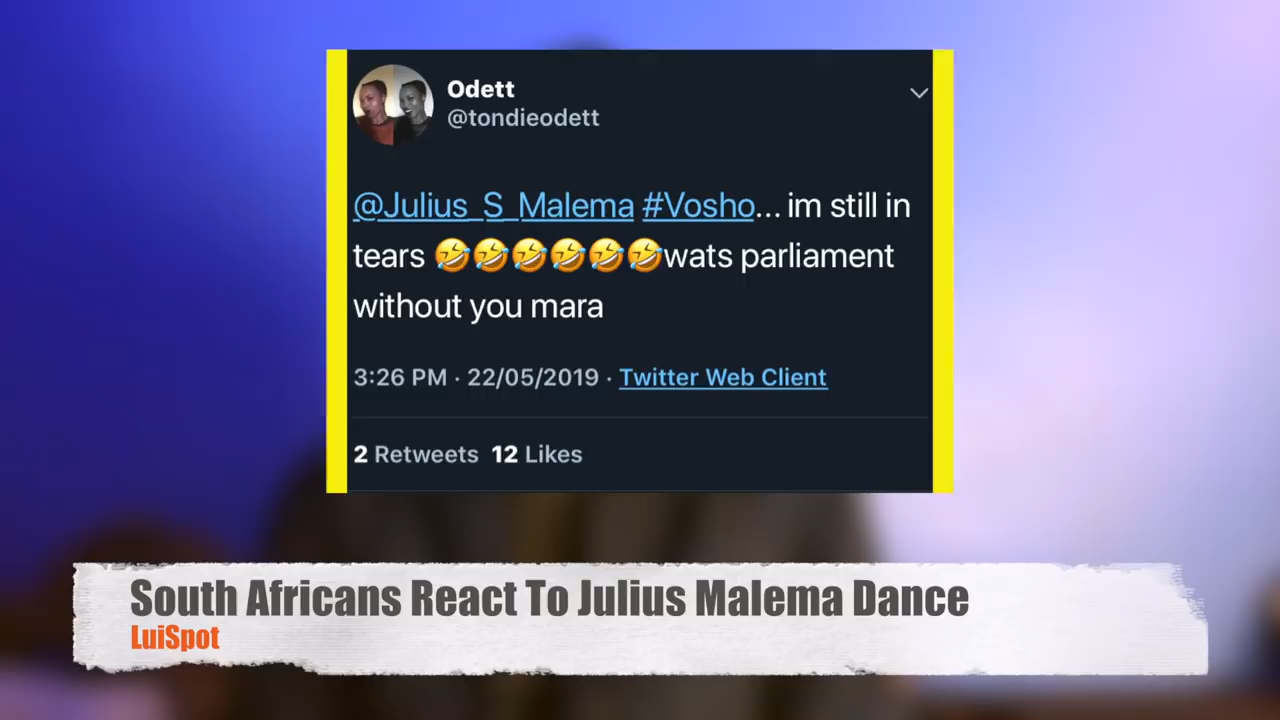 Odett
@tondieodett
@Julius_S_Malema #Vosho... im still in
tears 🤣🤣🤣🤣🤣🤣wats parliament
without you mara
3:26 PM · 22/05/2019 · Twitter Web Client
2 Retweets 12 Likes
South Africans React To Julius Malema Dance
LuiSpot